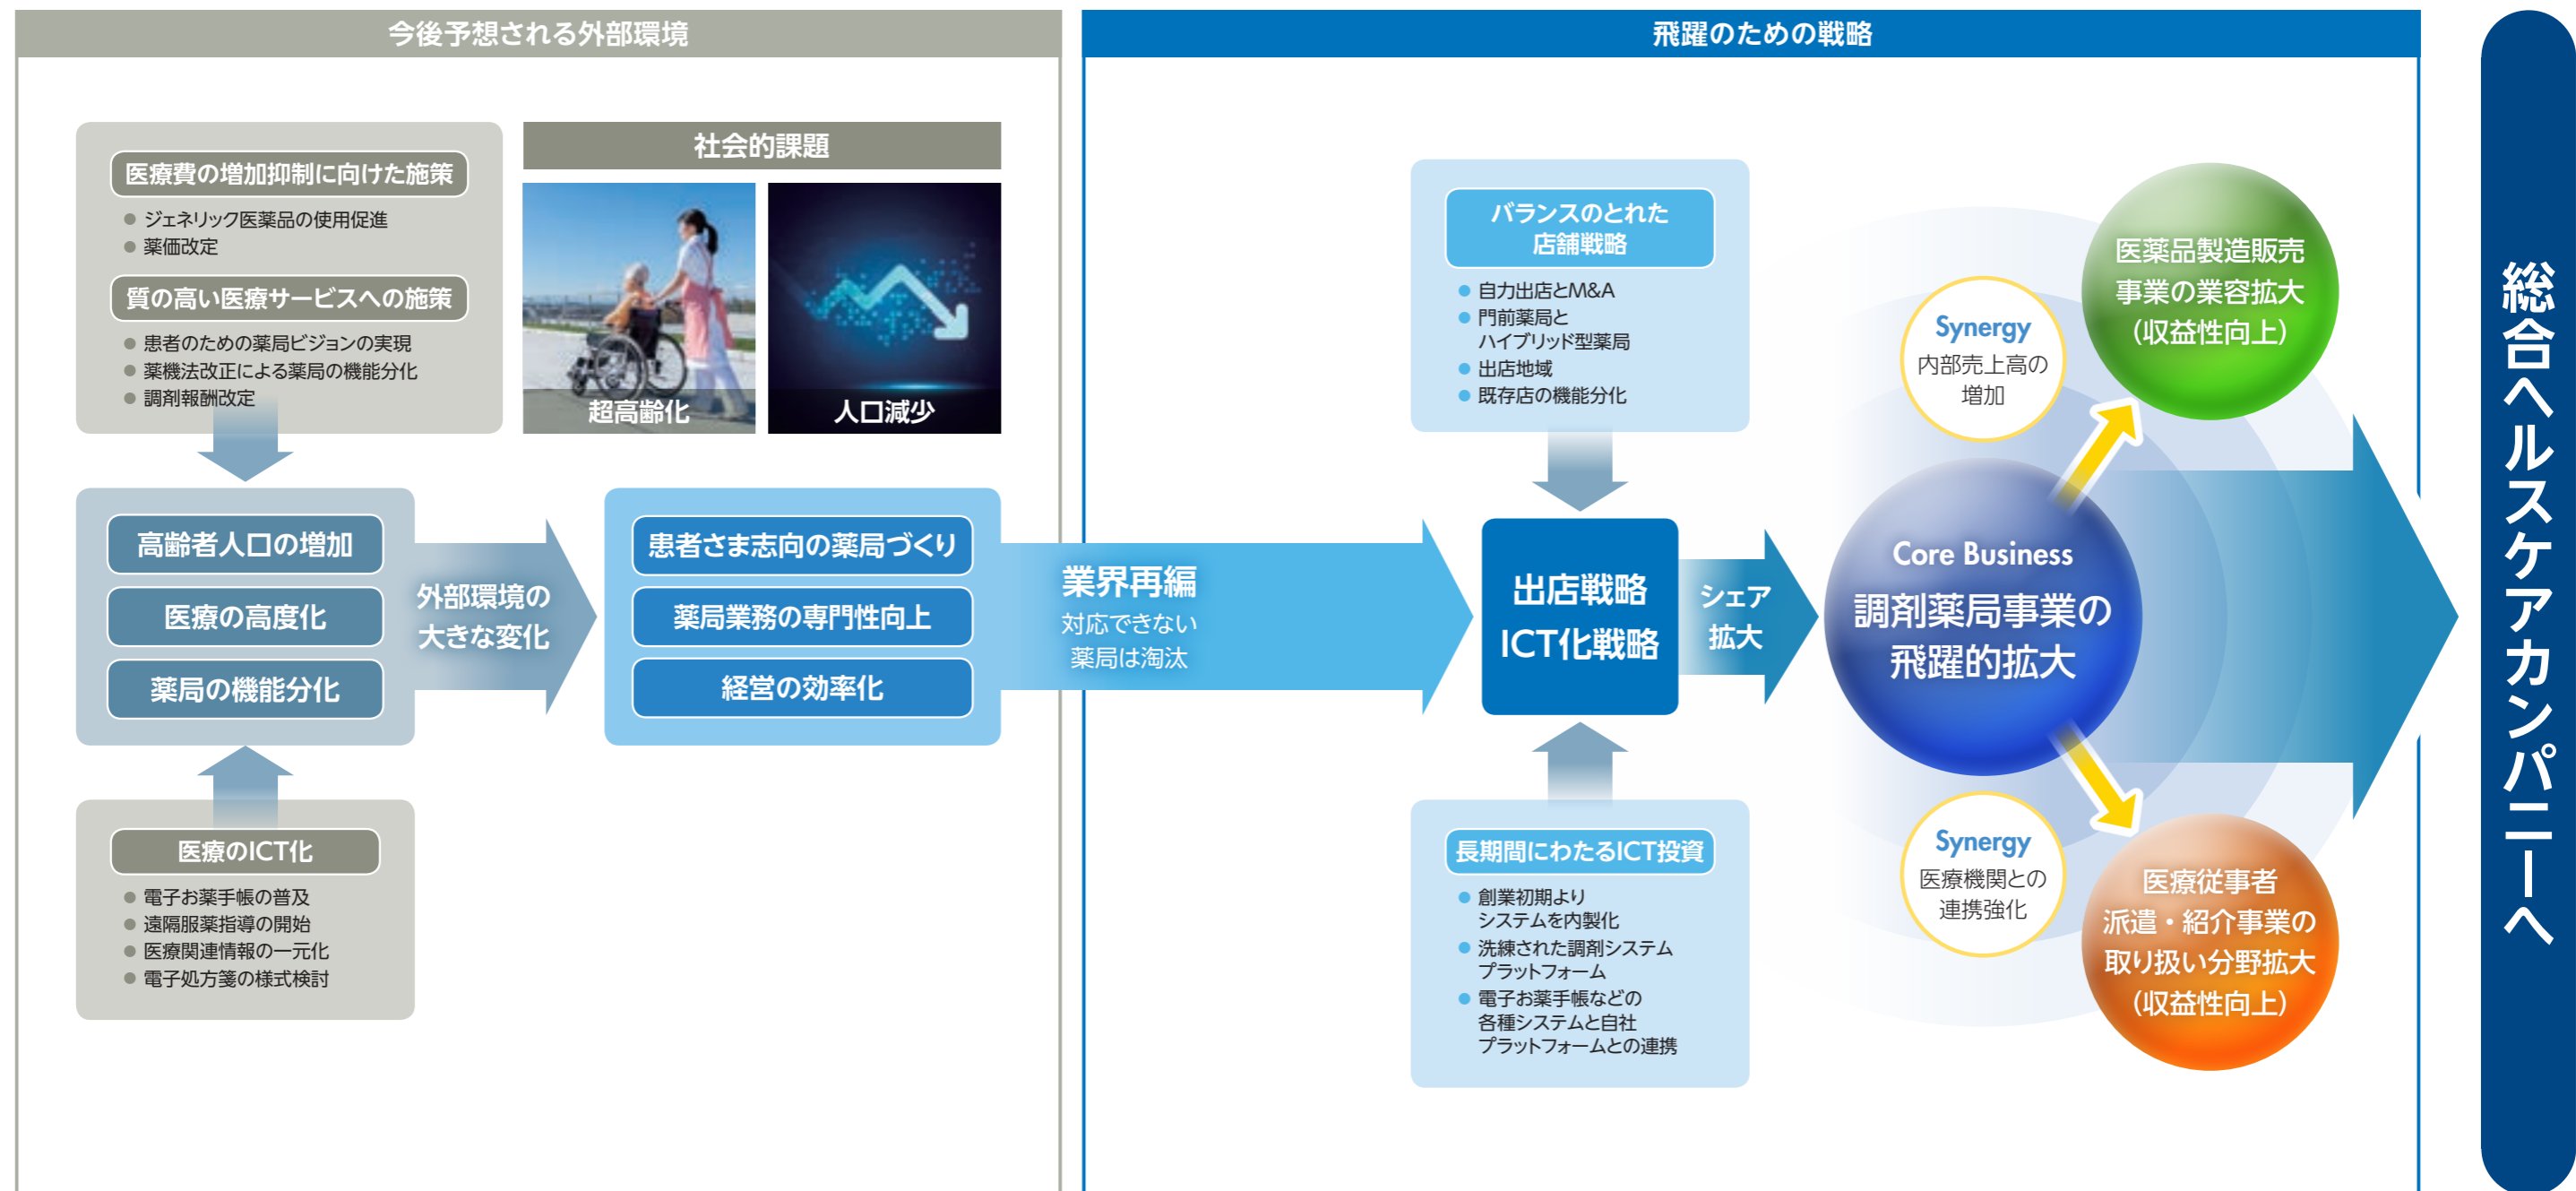 今後予想される外部環境
医療費の増加抑制に向けた施策
● ジェネリック医薬品の使用促進
● 薬価改定
質の高い医療サービスへの施策
● 患者のための薬局ビジョンの実現
● 薬機法改正による薬局の機能分化
● 調剤報酬改定
社会的課題
超高齢化
人口減少
高齢者人口の増加
医療の高度化
薬局の機能分化
外部環境の
大きな変化
患者さま志向の薬局づくり
薬局業務の専門性向上
経営の効率化
医療のICT化
● 電子お薬手帳の普及
● 遠隔服薬指導の開始
● 医療関連情報の一元化
● 電子処方箋の様式検討
業界再編
対応できない
薬局は淘汰
飛躍のための戦略
バランスのとれた
店舗戦略
● 自力出店とM&A
● 門前薬局と
ハイブリッド型薬局
● 出店地域
● 既存店の機能分化
出店戦略
ICT化戦略
長期間にわたるICT投資
● 創業初期より
システムを内製化
● 洗練された調剤システム
プラットフォーム
● 電子お薬手帳などの
各種システムと自社
プラットフォームとの連携
シェア
拡大
Core Business
調剤薬局事業の
飛躍的拡大
Synergy
内部売上高の
増加
医薬品製造販売
事業の業容拡大
（収益性向上）
Synergy
医療機関との
連携強化
医療従事者
派遣・紹介事業の
取り扱い分野拡大
（収益性向上）
総合ヘルスケアカンパニーへ